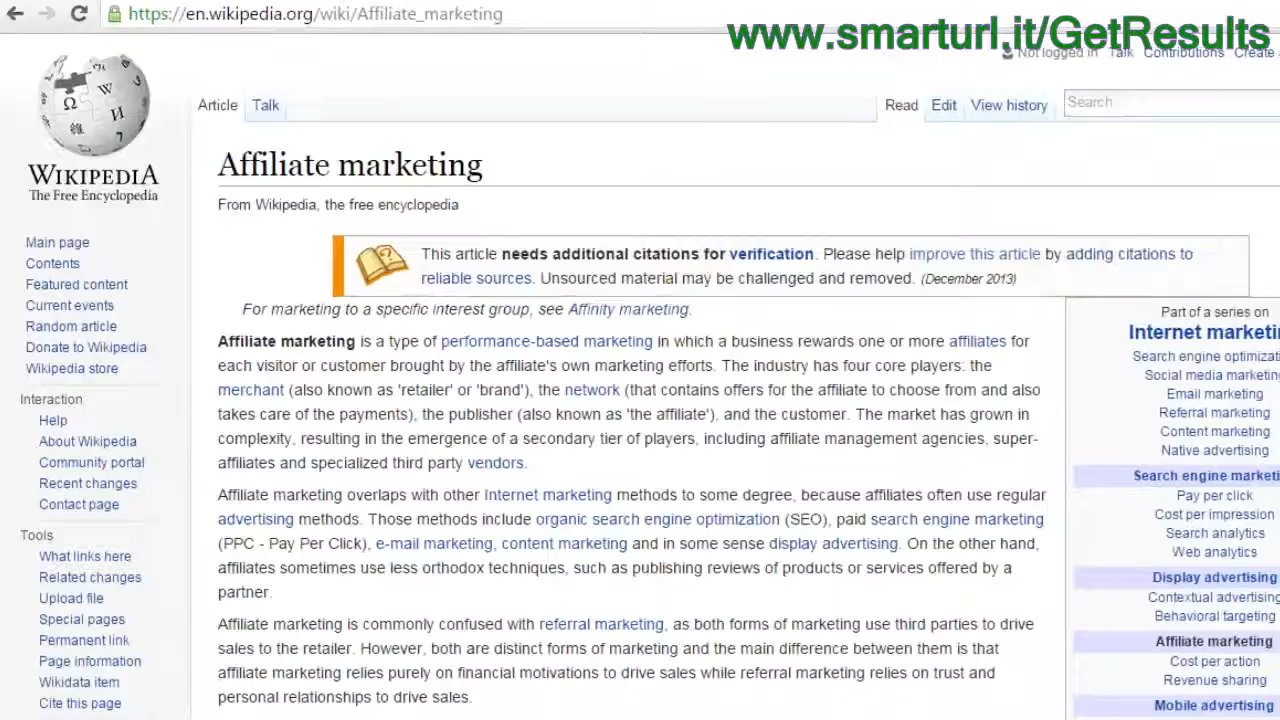 https://en.wikipedia.org/wiki/Affiliate_marketing
www.smarturl.it/GetResults
Not logged in Talk Contributions Create
Article Talk Read Edit View history Search
WIKIPEDIA
The Free Encyclopedia
Main page
Contents
Featured content
Current events
Random article
Donate to Wikipedia
Wikipedia store
Interaction
Help
About Wikipedia
Community portal
Recent changes
Contact page
Tools
What links here
Related changes
Upload file
Special pages
Permanent link
Page information
Wikidata item
Cite this page
Affiliate marketing
From Wikipedia, the free encyclopedia
This article needs additional citations for verification. Please help improve this article by adding citations to
reliable sources. Unsourced material may be challenged and removed. (December 2013)
For marketing to a specific interest group, see Affinity marketing.
Affiliate marketing is a type of performance-based marketing in which a business rewards one or more affiliates for
each visitor or customer brought by the affiliate's own marketing efforts. The industry has four core players: the
merchant (also known as 'retailer' or 'brand'), the network (that contains offers for the affiliate to choose from and also
takes care of the payments), the publisher (also known as 'the affiliate'), and the customer. The market has grown in
complexity, resulting in the emergence of a secondary tier of players, including affiliate management agencies, super-
affiliates and specialized third party vendors.
Affiliate marketing overlaps with other Internet marketing methods to some degree, because affiliates often use regular
advertising methods. Those methods include organic search engine optimization (SEO), paid search engine marketing
(PPC - Pay Per Click), e-mail marketing, content marketing and in some sense display advertising. On the other hand,
affiliates sometimes use less orthodox techniques, such as publishing reviews of products or services offered by a
partner.
Affiliate marketing is commonly confused with referral marketing, as both forms of marketing use third parties to drive
sales to the retailer. However, both are distinct forms of marketing and the main difference between them is that
affiliate marketing relies purely on financial motivations to drive sales while referral marketing relies on trust and
personal relationships to drive sales.
Part of a series on
Internet marketin
Search engine optimizati
Social media marketing
Email marketing
Referral marketing
Content marketing
Native advertising
Search engine marketi
Pay per click
Cost per impression
Search analytics
Web analytics
Display advertising
Contextual advertising
Behavioral targeting
Affiliate marketing
Cost per action
Revenue sharing
Mobile advertising